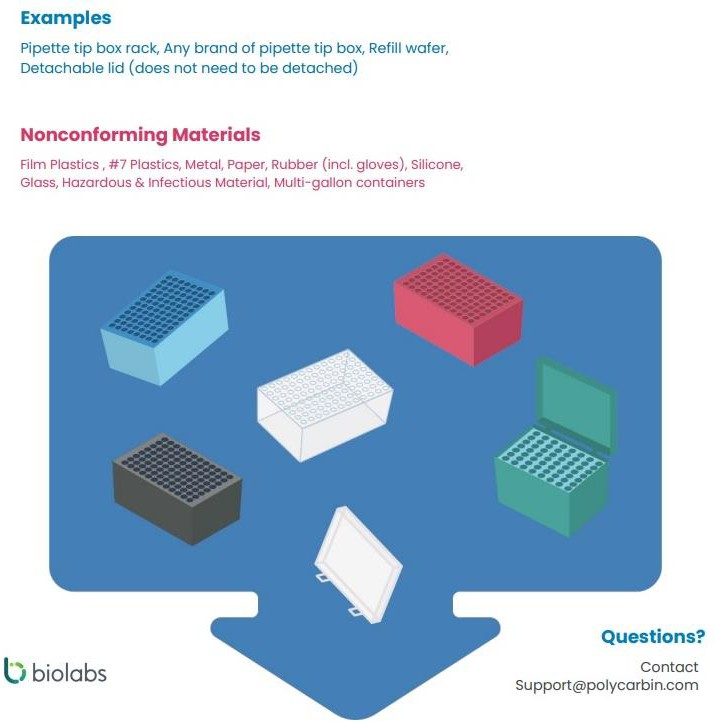 Examples
Pipette tip box rack, Any brand of pipette tip box, Refill wafer,
Detachable lid (does not need to be detached)
Nonconforming Materials
Film Plastics , #7 Plastics, Metal, Paper, Rubber (incl. gloves), Silicone,
Glass, Hazardous & Infectious Material, Multi-gallon containers
Questions?
Contact
Support@polycarbin.com
biolabs